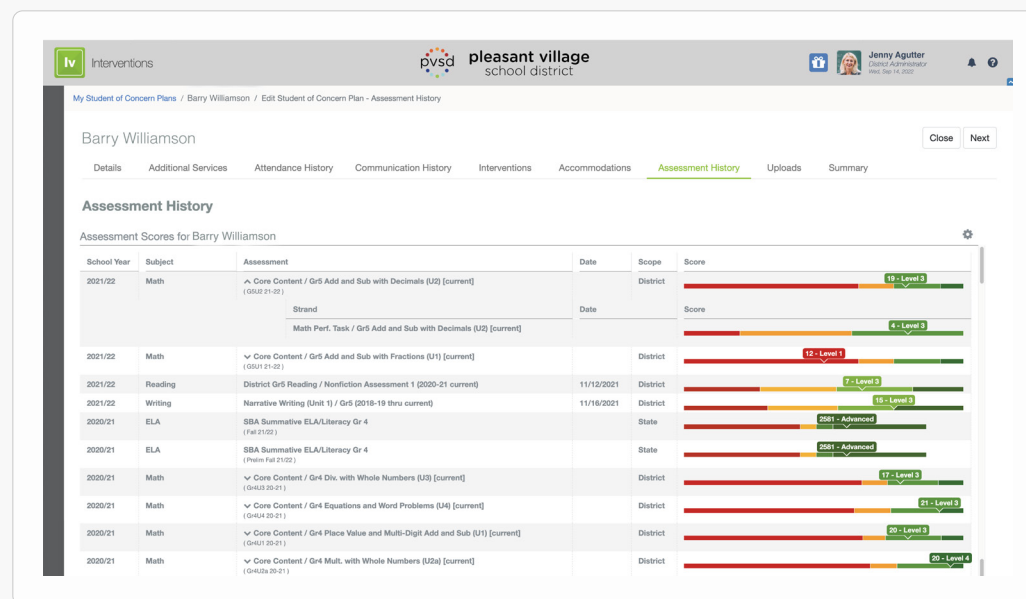 Iv Interventions
pvsd pleasant village
school district
Jenny Agutter
District Administrator
Wed, Sep 14, 2022
My Student of Concern Plans / Barry Williamson / Edit Student of Concern Plan - Assessment History
Barry Williamson
Close Next
Details Additional Services Attendance History Communication History Interventions Accommodations Assessment History Uploads Summary
Assessment History
Assessment Scores for Barry Williamson
School Year Subject Assessment Date Scope Score
2021/22 Math Core Content / Gr5 Add and Sub with Decimals (U2) [current] District 19 - Level 3
( G5U2 21-22 )
Strand Date Score
Math Perf. Task / Gr5 Add and Sub with Decimals (U2) [current] 4 - Level 3
2021/22 Math Core Content / Gr5 Add and Sub with Fractions (U1) [current] District 12 - Level 1
( G5U1 21-22 )
2021/22 Reading District Gr5 Reading / Nonfiction Assessment 1 (2020-21 current) 11/12/2021 District 7 - Level 3
2021/22 Writing Narrative Writing (Unit 1) / Gr5 (2018-19 thru current) 11/16/2021 District 15 - Level 3
2020/21 ELA SBA Summative ELA/Literacy Gr 4 State 2581 - Advanced
( Fall 21/22 )
2020/21 ELA SBA Summative ELA/Literacy Gr 4 State 2581 - Advanced
( Prelim Fall 21/22 )
2020/21 Math Core Content / Gr4 Div. with Whole Numbers (U3) [current] District 17 - Level 3
( Gr4U3 20-21 )
2020/21 Math Core Content / Gr4 Equations and Word Problems (U4) [current] District 21 - Level 3
( Gr4U4 20-21 )
2020/21 Math Core Content / Gr4 Place Value and Multi-Digit Add and Sub (U1) [current] District 20 - Level 3
( Gr4U1 20-21 )
2020/21 Math Core Content / Gr4 Mult. with Whole Numbers (U2a) [current] District 20 - Level 4
( Gr4U2a 20-21 )